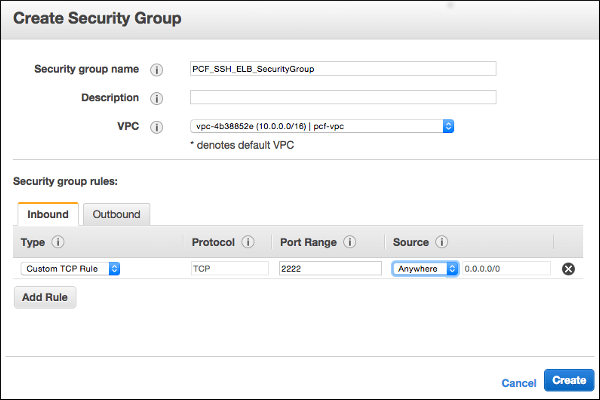 Create Security Group
Security group name i PCF_SSH_ELB_SecurityGroup
Description i
VPC i vpc-4b38852e (10.0.0.0/16) | pcf-vpc
* denotes default VPC
Security group rules:
Inbound Outbound
Type i Protocol i Port Range i Source i
Custom TCP Rule TCP 2222 Anywhere 0.0.0.0/0
Add Rule
Cancel Create